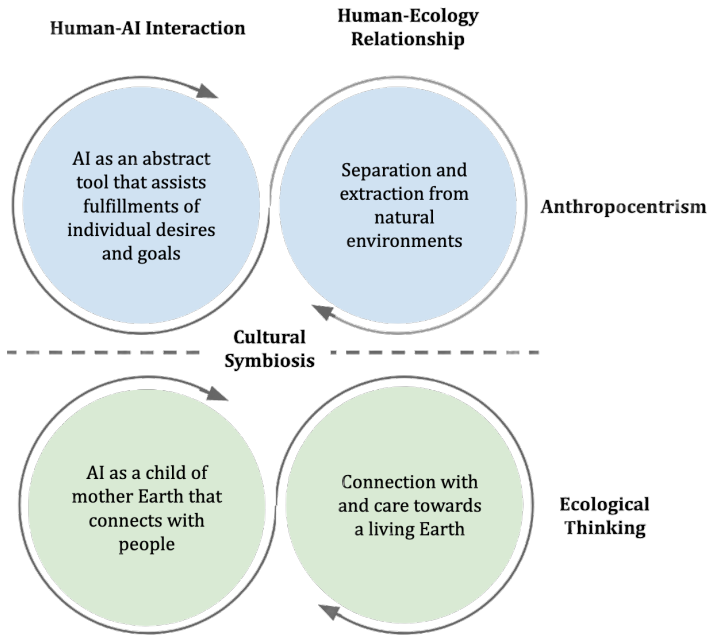 Human-AI Interaction
Human-Ecology
Relationship
AI as an abstract
tool that assists
fulfillments of
individual desires
and goals
Separation and
extraction from
natural
environments
Anthropocentrism
Cultural
Symbiosis
AI as a child of
mother Earth that
connects with
people
Connection with
and care towards
a living Earth
Ecological
Thinking